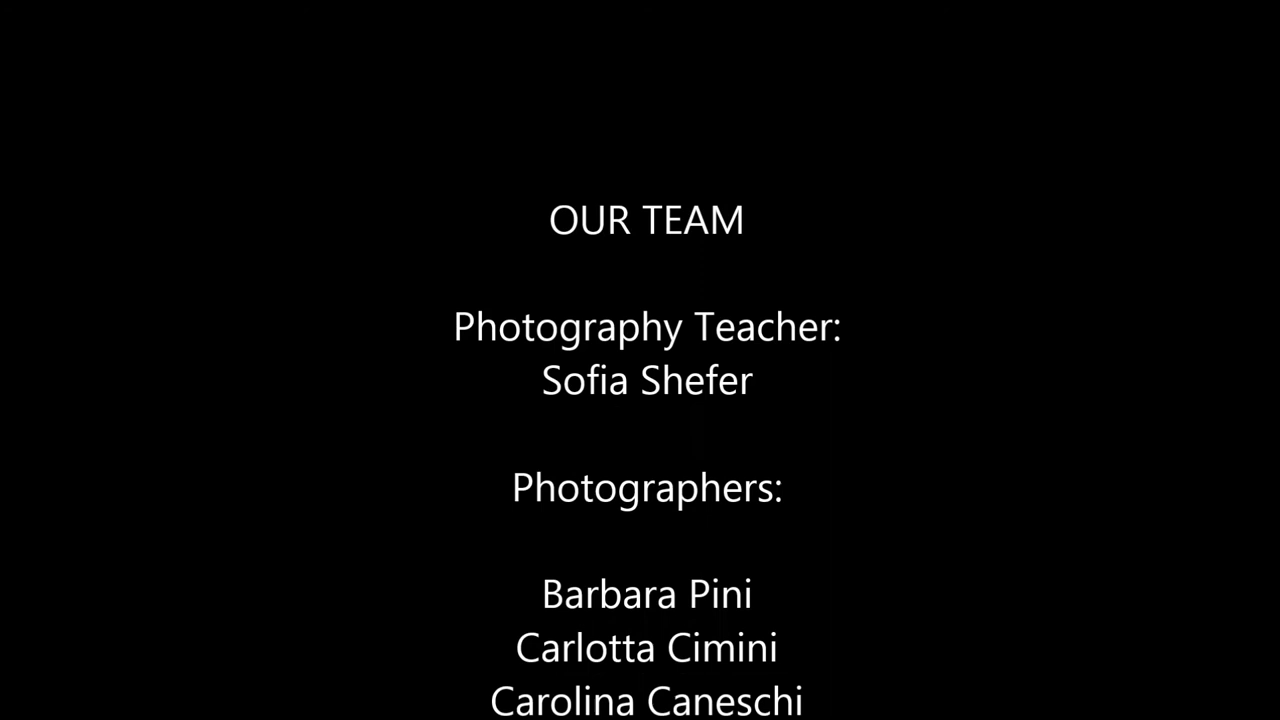 OUR TEAM
Photography Teacher:
Sofia Shefer
Photographers:
Barbara Pini
Carlotta Cimini
Carolina Caneschi